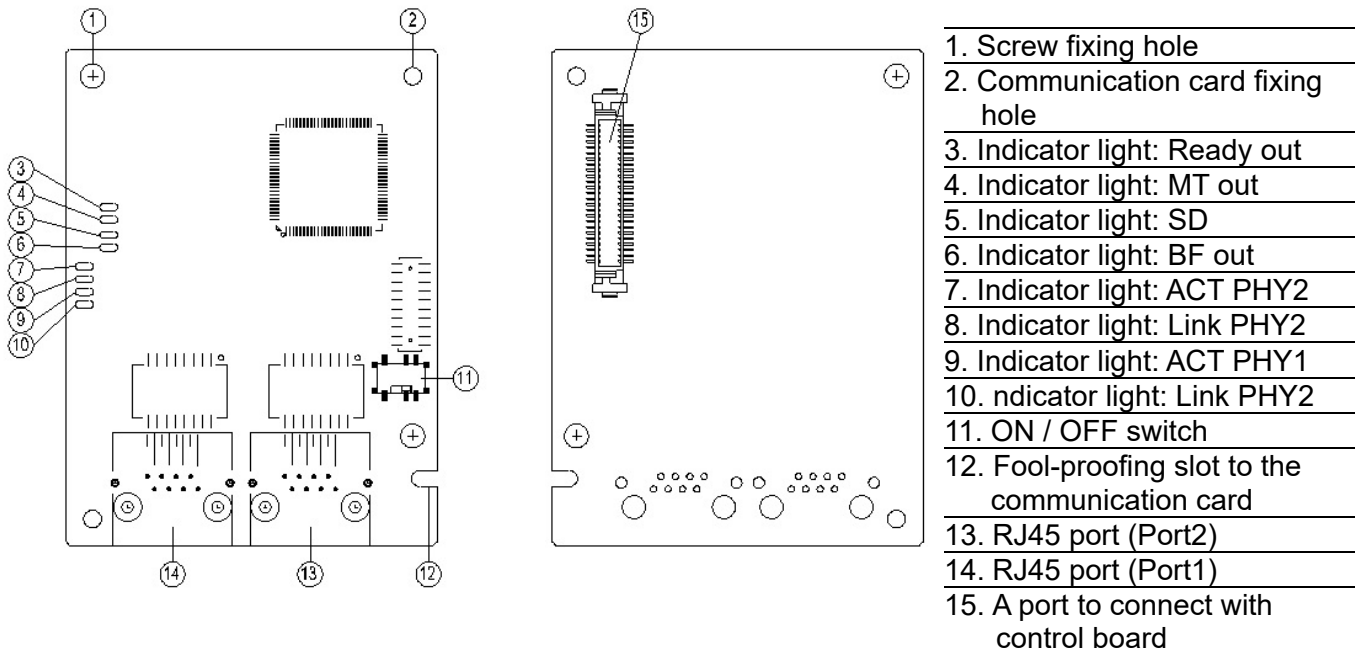 1
2
15
3
4
5
6
7
8
9
10
11
14
13
12
1. Screw fixing hole
2. Communication card fixing
hole
3. Indicator light: Ready out
4. Indicator light: MT out
5. Indicator light: SD
6. Indicator light: BF out
7. Indicator light: ACT PHY2
8. Indicator light: Link PHY2
9. Indicator light: ACT PHY1
10. ndicator light: Link PHY2
11. ON / OFF switch
12. Fool-proofing slot to the
communication card
13. RJ45 port (Port2)
14. RJ45 port (Port1)
15. A port to connect with
control board